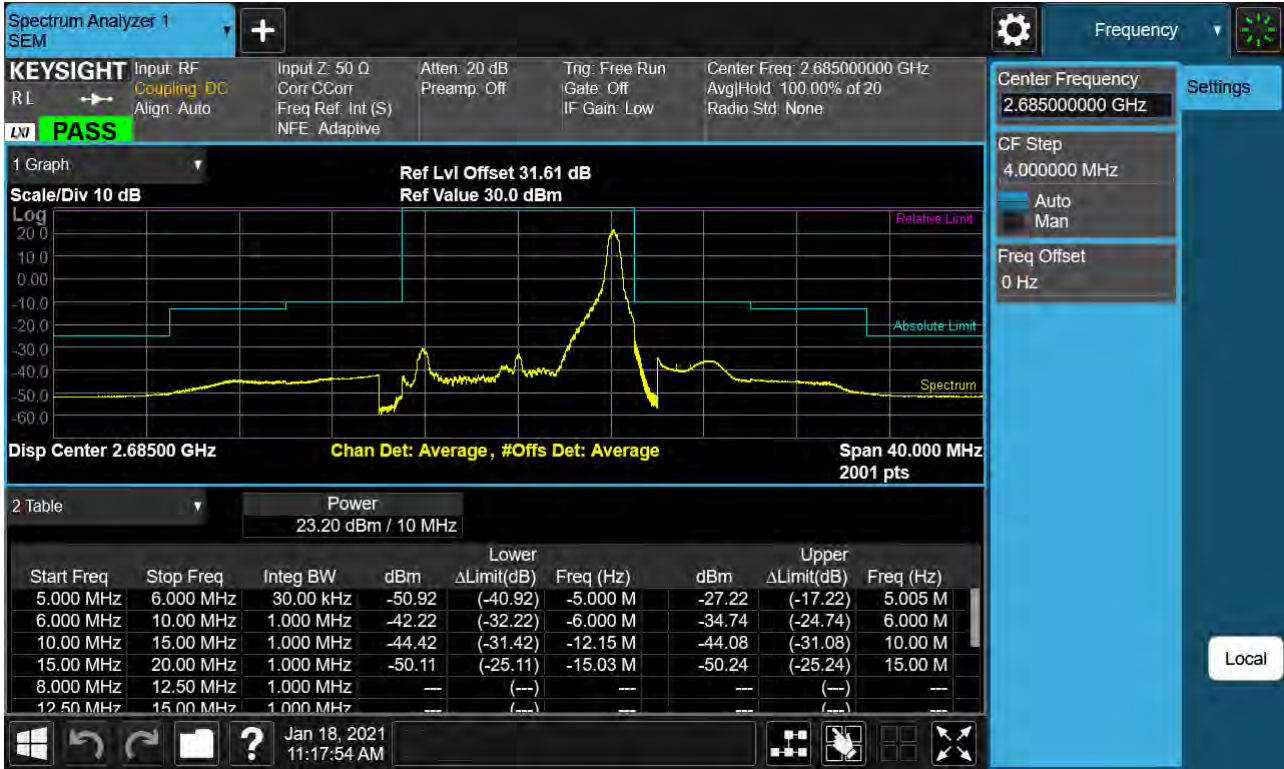 Spectrum Analyzer 1
SEM
+
Frequency
KEYSIGHT
RL
LXI
PASS
Input: RF
Coupling: DC
Align: Auto
Input Z: 50 Ω
Corr CCorr
Freq Ref: Int (S)
NFE: Adaptive
Atten: 20 dB
Preamp: Off
Trig: Free Run
Gate: Off
IF Gain: Low
Center Freq: 2.685000000 GHz
Avg|Hold: 100.00% of 20
Radio Std: None
Center Frequency
2.685000000 GHz
Settings
CF Step
4.000000 MHz
Auto
Man
Freq Offset
0 Hz
Local
1 Graph
Scale/Div 10 dB
Ref Lvl Offset 31.61 dB
Ref Value 30.0 dBm
Log
20.0
10.0
0.00
-10.0
-20.0
-30.0
-40.0
-50.0
-60.0
Relative Limit
Absolute Limit
Spectrum
Disp Center 2.68500 GHz
Chan Det: Average, #Offs Det: Average
Span 40.000 MHz
2001 pts
2 Table
Power
23.20 dBm / 10 MHz
Lower Upper
Start Freq Stop Freq Integ BW dBm ΔLimit(dB) Freq (Hz) dBm ΔLimit(dB) Freq (Hz)
5.000 MHz 6.000 MHz 30.00 kHz -50.92 (-40.92) -5.000 M -27.22 (-17.22) 5.005 M
6.000 MHz 10.00 MHz 1.000 MHz -42.22 (-32.22) -6.000 M -34.74 (-24.74) 6.000 M
10.00 MHz 15.00 MHz 1.000 MHz -44.42 (-31.42) -12.15 M -44.08 (-31.08) 10.00 M
15.00 MHz 20.00 MHz 1.000 MHz -50.11 (-25.11) -15.03 M -50.24 (-25.24) 15.00 M
8.000 MHz 12.50 MHz 1.000 MHz --- (---) --- --- (---) ---
12.50 MHz 15.00 MHz 1.000 MHz --- (---) --- --- (---) ---
?
Jan 18, 2021
11:17:54 AM